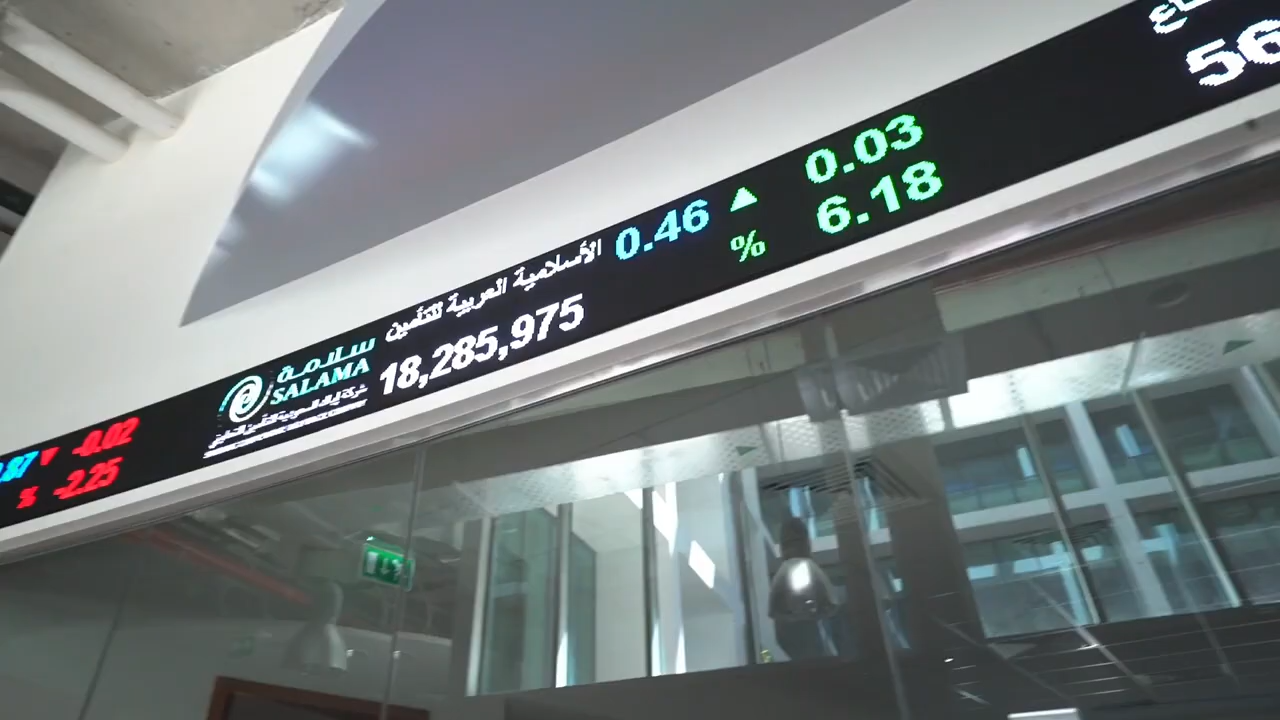 .87 ▼ -0.02
% -2.25
سلامة
SALAMA
الأسلامية العربية للتأمين
18,285,975
0.46 ▲ 0.03
% 6.18
56